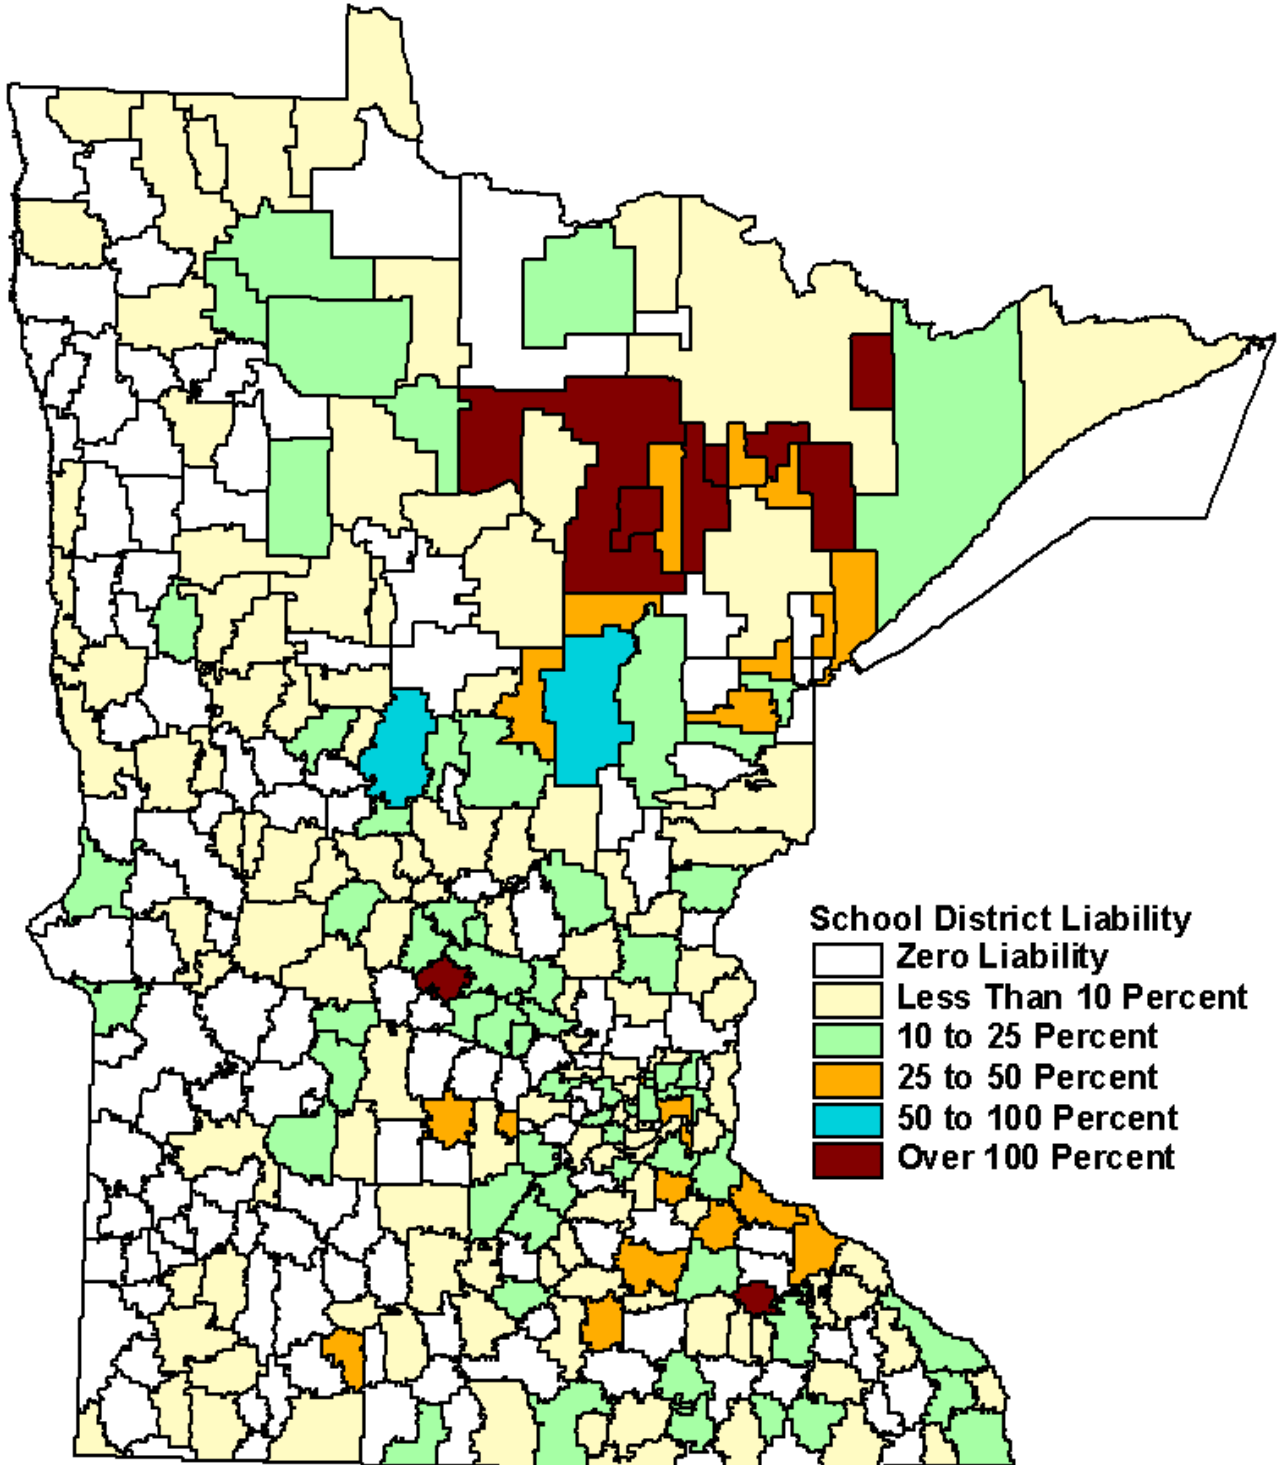 School District Liability
Zero Liability
Less Than 10 Percent
10 to 25 Percent
25 to 50 Percent
50 to 100 Percent
Over 100 Percent